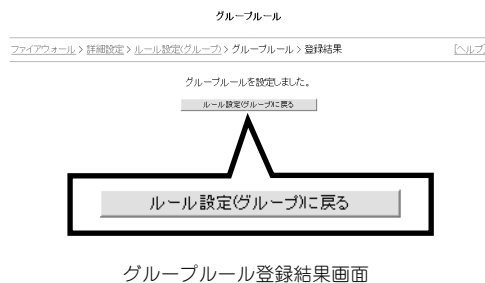 グループルール
ファイアウォール > 詳細設定 > ルール設定(グループ) > グループルール > 登録結果 [ヘルプ]
グループルールを設定しました。
ルール設定(グループ)に戻る
ルール設定(グループ)に戻る
グループルール登録結果画面